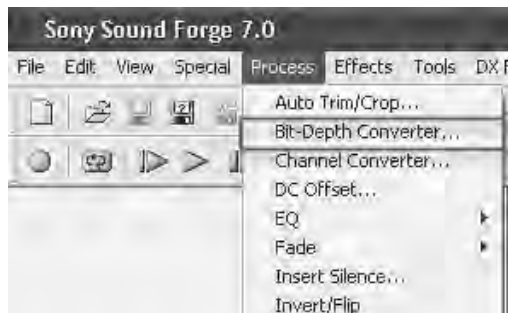 Sony Sound Forge 7.0
File Edit View Special Process Effects Tools DX
Auto Trim/Crop...
Bit-Depth Converter...
Channel Converter...
DC Offset...
EQ
Fade
Insert Silence...
Invert/Flip